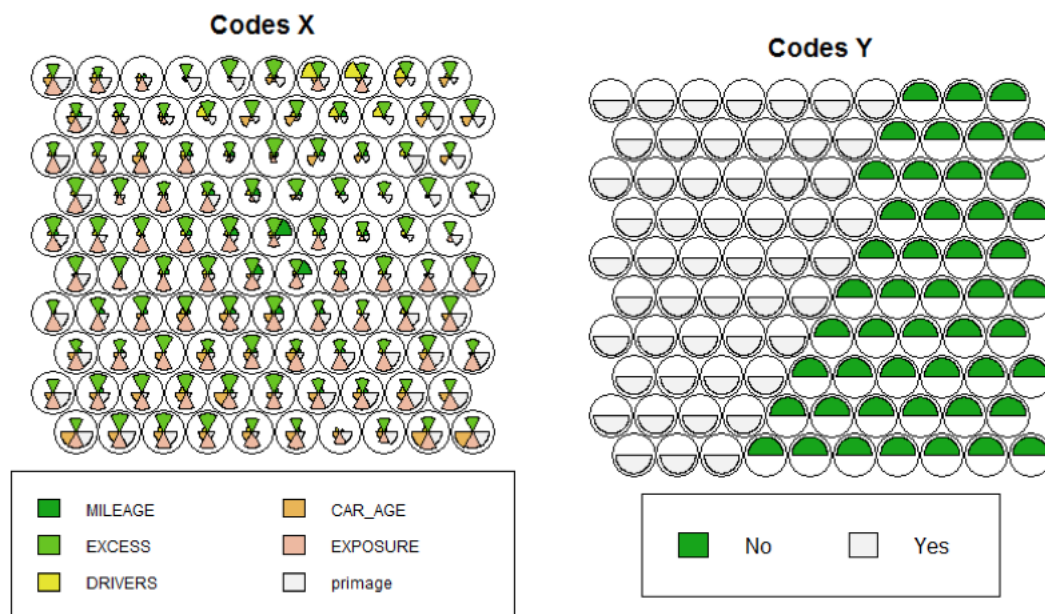 Codes X
Codes Y
MILEAGE
CAR_AGE
EXCESS
EXPOSURE
DRIVERS
primage
No
Yes